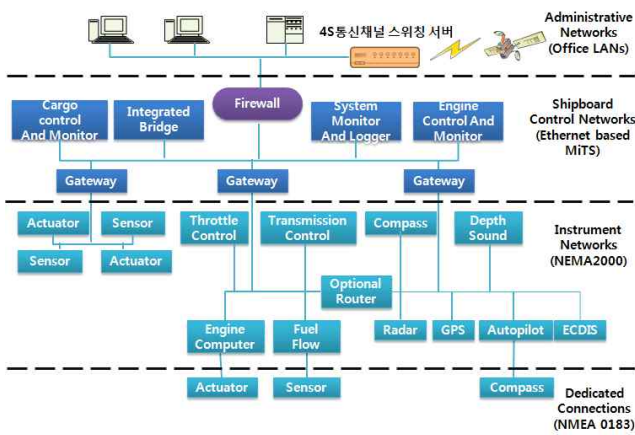 4S통신채널 스위칭 서버
Administrative
Networks
(Office LANs)
Firewall
Cargo
control
And Monitor
Integrated
Bridge
System
Monitor
And Logger
Engine
Control And
Monitor
Shipboard
Control Networks
(Ethernet based
MiTS)
Gateway
Gateway
Gateway
Actuator
Sensor
Sensor
Actuator
Throttle
Control
Transmission
Control
Compass
Depth
Sound
Instrument
Networks
(NEMA2000)
Optional
Router
Engine
Computer
Fuel
Flow
Radar
GPS
Autopilot
ECDIS
Actuator
Sensor
Compass
Dedicated
Connections
(NMEA 0183)